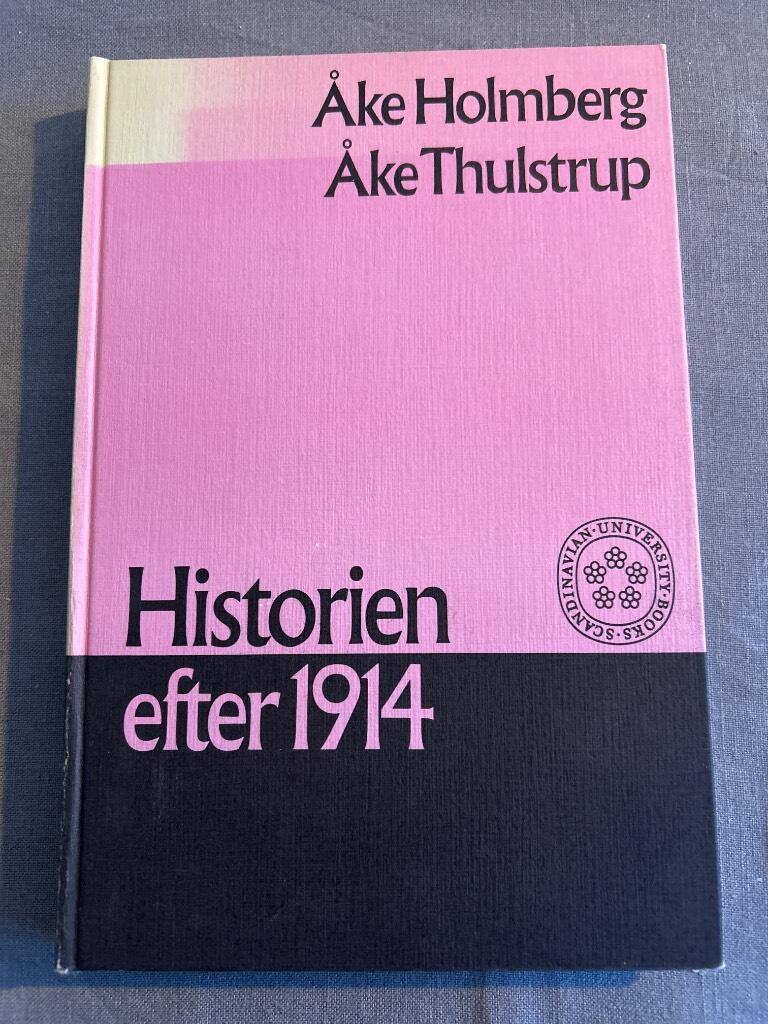 Åke Holmberg
Åke Thulstrup
Historien
efter 1914
SCANDINAVIAN·UNIVERSITY·BOOKS·